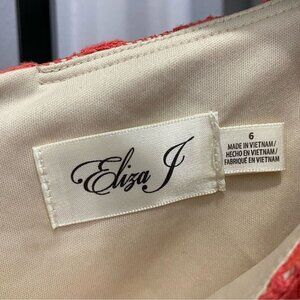 Eliza J
6
MADE IN VIETNAM/
HECHO EN VIETNAM/
FABRIQUÉ EN VIETNAM